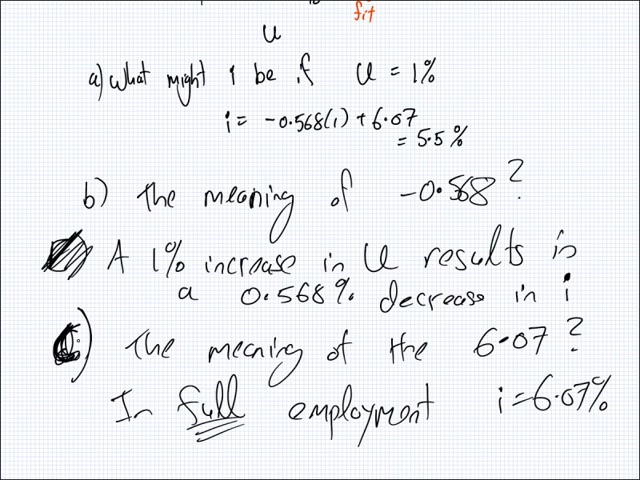 fit
u
a) what might i be if u = 1%
i = -0.568(1) + 6.07
= 5.5%
b) The meaning of -0.568?
A 1% increase in u results in
a 0.568% decrease in i
The meaning of the 6.07?
In full employment i = 6.07%